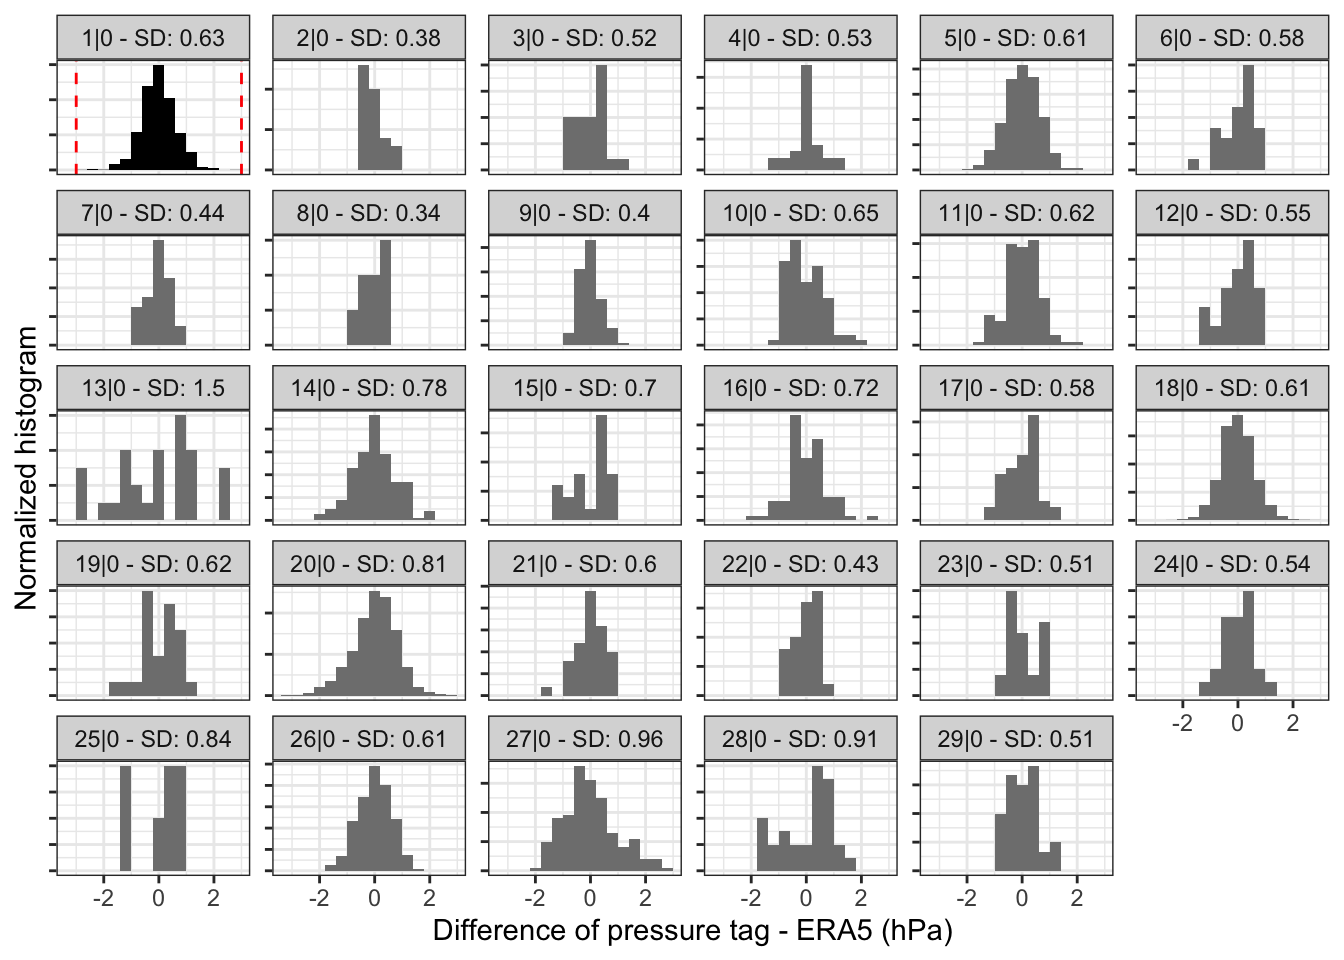 1|0 - SD: 0.63
2|0 - SD: 0.38
3|0 - SD: 0.52
4|0 - SD: 0.53
5|0 - SD: 0.61
6|0 - SD: 0.58
7|0 - SD: 0.44
8|0 - SD: 0.34
9|0 - SD: 0.4
10|0 - SD: 0.65
11|0 - SD: 0.62
12|0 - SD: 0.55
13|0 - SD: 1.5
14|0 - SD: 0.78
15|0 - SD: 0.7
16|0 - SD: 0.72
17|0 - SD: 0.58
18|0 - SD: 0.61
19|0 - SD: 0.62
20|0 - SD: 0.81
21|0 - SD: 0.6
22|0 - SD: 0.43
23|0 - SD: 0.51
24|0 - SD: 0.54
-2 0 2
25|0 - SD: 0.84
26|0 - SD: 0.61
27|0 - SD: 0.96
28|0 - SD: 0.91
29|0 - SD: 0.51
-2 0 2
-2 0 2
-2 0 2
-2 0 2
-2 0 2
Difference of pressure tag - ERA5 (hPa)
Normalized histogram